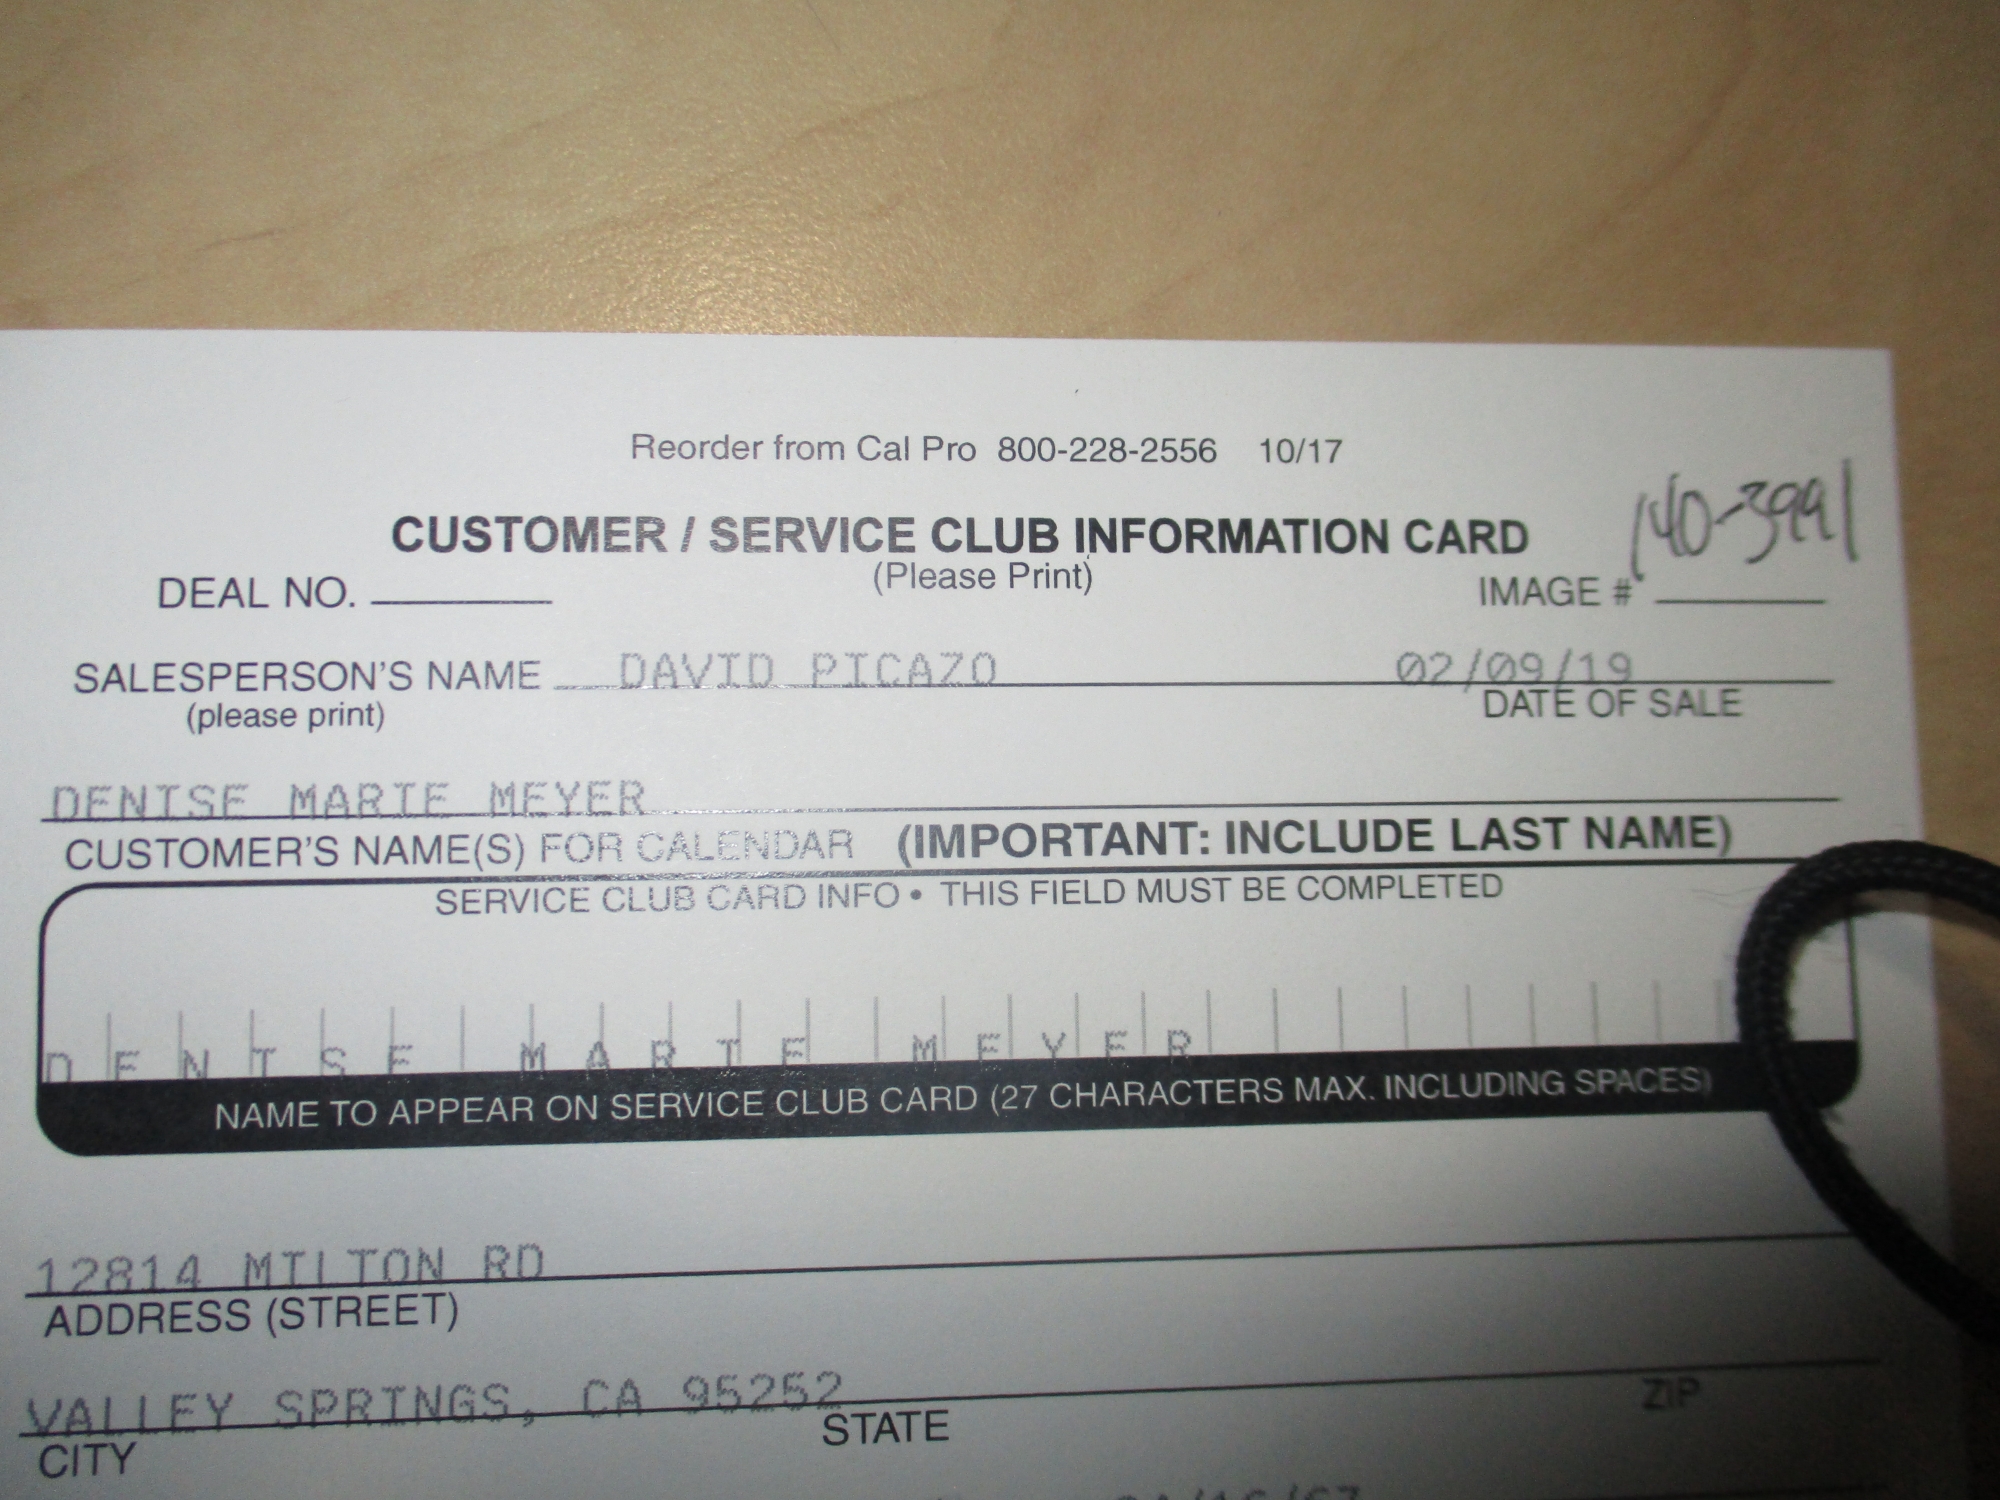 Reorder from Cal Pro 800-228-2556 10/17
140-3991
CUSTOMER / SERVICE CLUB INFORMATION CARD
(Please Print)
DEAL NO. IMAGE #
SALESPERSON'S NAME DAVID PICAZO 02/09/19
(please print) DATE OF SALE
DENISE MARIE MEYER
CUSTOMER'S NAME(S) FOR CALENDAR (IMPORTANT: INCLUDE LAST NAME)
SERVICE CLUB CARD INFO • THIS FIELD MUST BE COMPLETED
DENISE MARIE MEYER
NAME TO APPEAR ON SERVICE CLUB CARD (27 CHARACTERS MAX. INCLUDING SPACES)
12814 MILTON RD
ADDRESS (STREET)
VALLEY SPRINGS, CA 95252
CITY STATE ZIP